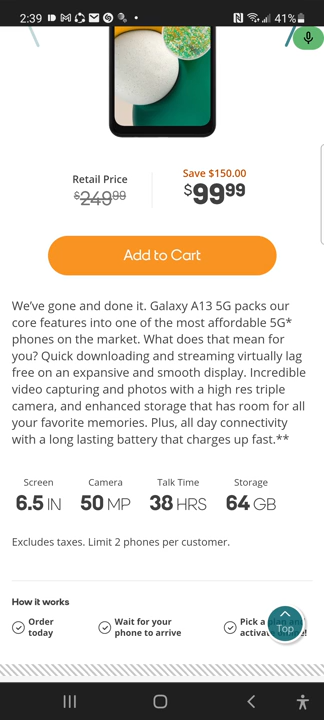 2:39 41%
Retail Price
$249.99
Save $150.00
$99.99
Add to Cart
We've gone and done it. Galaxy A13 5G packs our
core features into one of the most affordable 5G*
phones on the market. What does that mean for
you? Quick downloading and streaming virtually lag
free on an expansive and smooth display. Incredible
video capturing and photos with a high res triple
camera, and enhanced storage that has room for all
your favorite memories. Plus, all day connectivity
with a long lasting battery that charges up fast.**
Screen Camera Talk Time Storage
6.5 IN 50 MP 38 HRS 64 GB
Excludes taxes. Limit 2 phones per customer.
How it works
Order
today
Wait for your
phone to arrive
Pick a plan and
Top